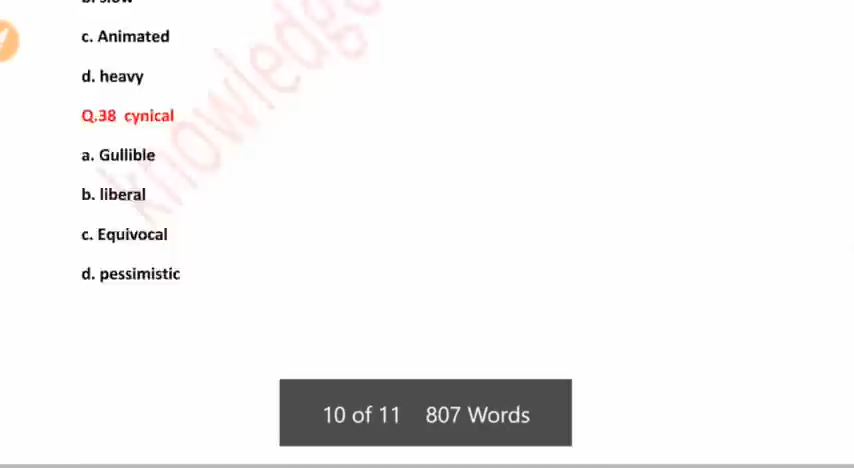 c. Animated
d. heavy
Q.38 cynical
a. Gullible
b. liberal
c. Equivocal
d. pessimistic
10 of 11 807 Words